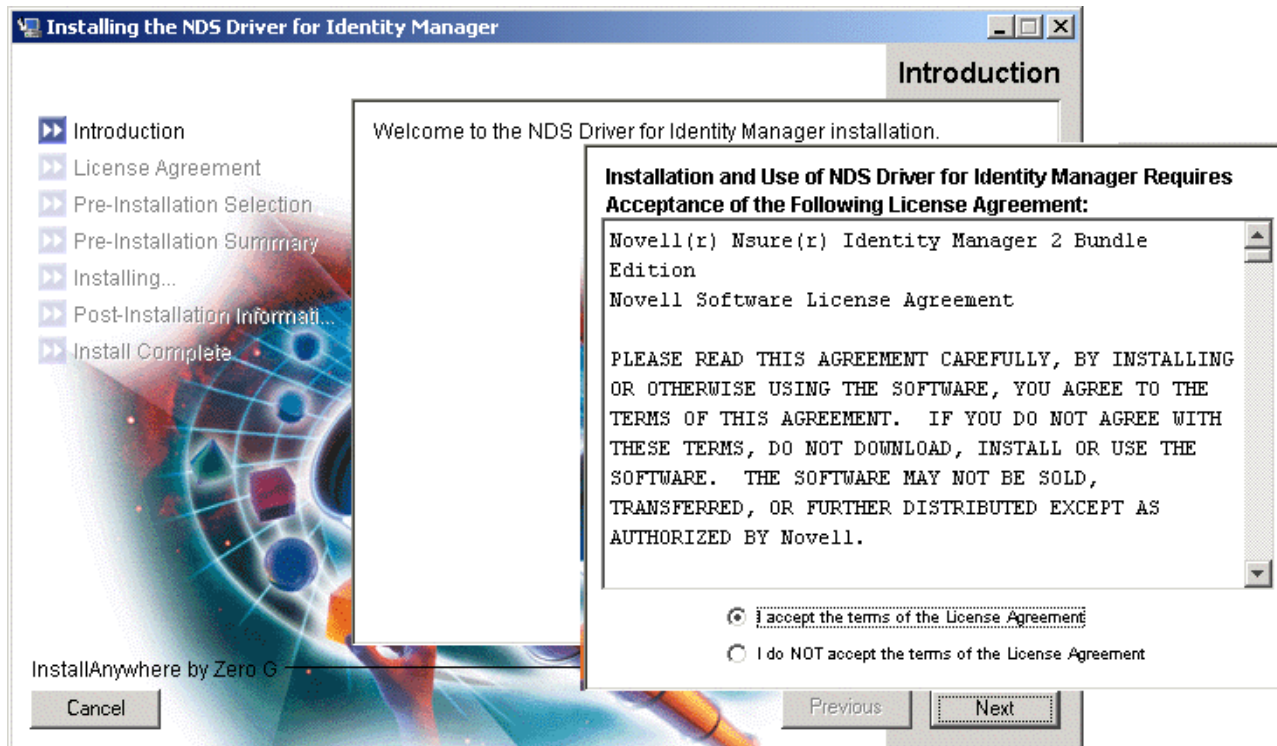 Installing the NDS Driver for Identity Manager
Introduction
Introduction
License Agreement
Pre-Installation Selection
Pre-Installation Summary
Installing...
Post-Installation Informati...
Install Complete
Welcome to the NDS Driver for Identity Manager installation.
Installation and Use of NDS Driver for Identity Manager Requires
Acceptance of the Following License Agreement:
Novell(r) Nsure(r) Identity Manager 2 Bundle
Edition
Novell Software License Agreement
PLEASE READ THIS AGREEMENT CAREFULLY, BY INSTALLING
OR OTHERWISE USING THE SOFTWARE, YOU AGREE TO THE
TERMS OF THIS AGREEMENT.  IF YOU DO NOT AGREE WITH
THESE TERMS, DO NOT DOWNLOAD, INSTALL OR USE THE
SOFTWARE.  THE SOFTWARE MAY NOT BE SOLD,
TRANSFERRED, OR FURTHER DISTRIBUTED EXCEPT AS
AUTHORIZED BY Novell.
I accept the terms of the License Agreement
I do NOT accept the terms of the License Agreement
InstallAnywhere by Zero G
Cancel
Previous
Next